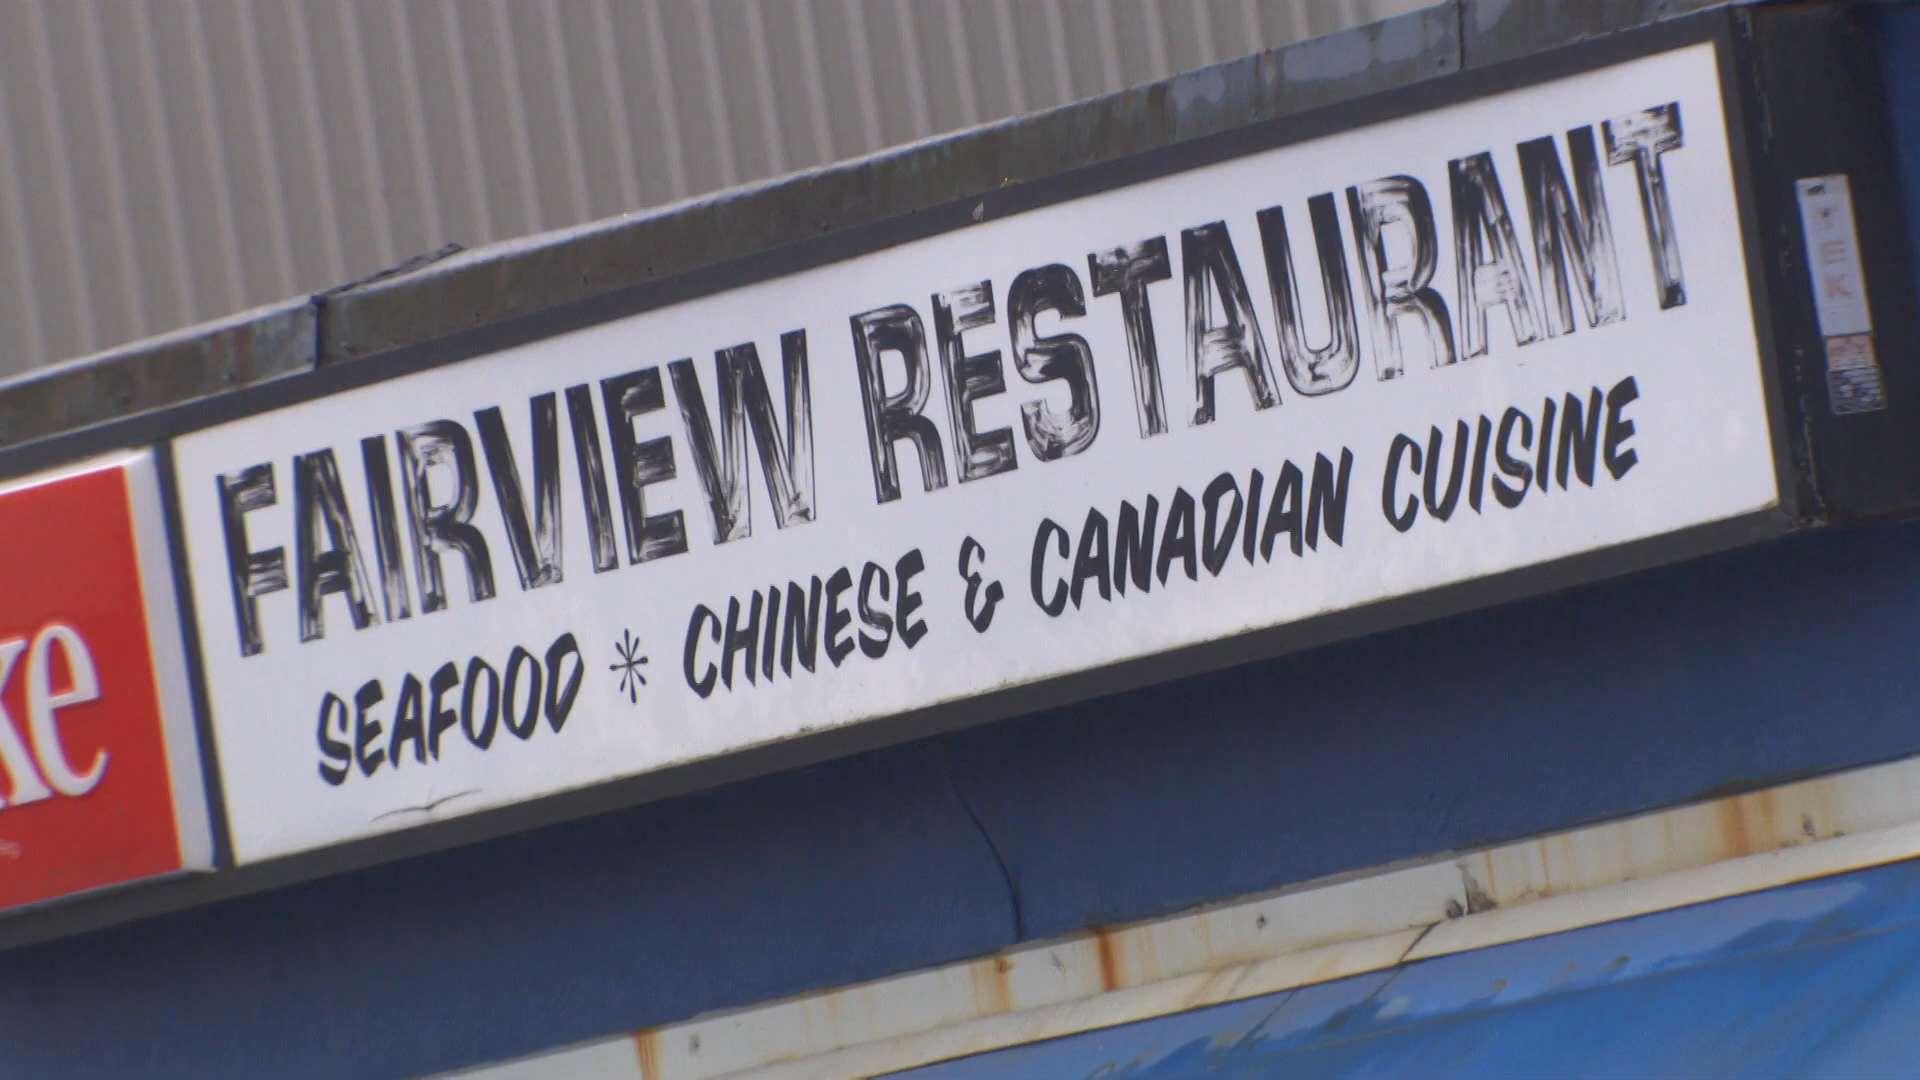 FAIRVIEW RESTAURANT
SEAFOOD * CHINESE & CANADIAN CUISINE
ke